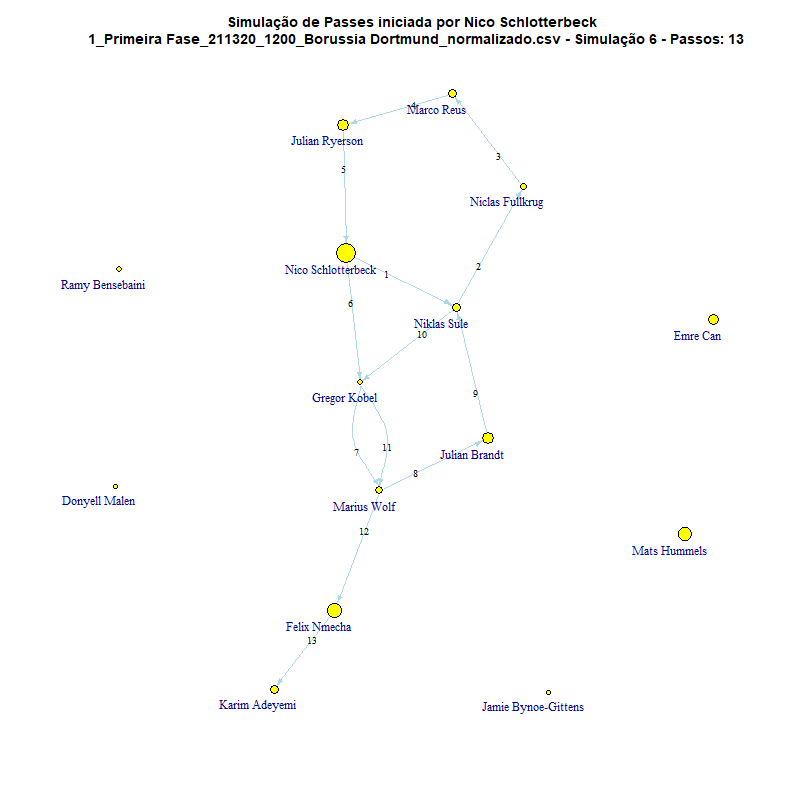 Simulação de Passes iniciada por Nico Schlotterbeck
1_Primeira Fase_211320_1200_Borussia Dortmund_normalizado.csv - Simulação 6 - Passos: 13
4
Marco Reus
Julian Ryerson
3
5
Niclas Fullkrug
Nico Schlotterbeck
1
2
Ramy Bensebaini
6
Niklas Sule
10
Emre Can
Gregor Kobel
9
11
7
Julian Brandt
8
Donyell Malen
Marius Wolf
12
Mats Hummels
Felix Nmecha
13
Karim Adeyemi
Jamie Bynoe-Gittens